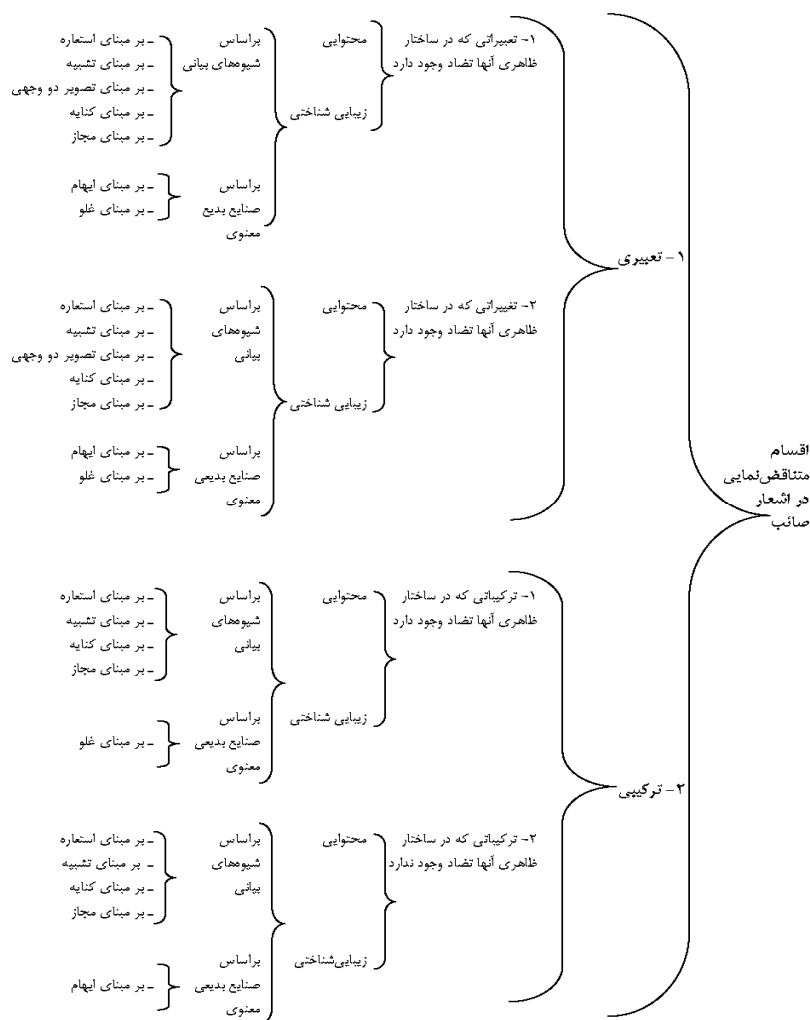 اقسام
متناقض‌نمایی
در اشعار
صائب
۱- تعبیری
۱- تعبیراتی که در ساختار
ظاهری آنها تضاد وجود دارد
محتوایی
زیبایی شناختی
براساس
شیوه‌های بیانی
ـ بر مبنای استعاره
ـ بر مبنای تشبیه
ـ بر مبنای تصویر دو وجهی
ـ بر مبنای کنایه
ـ بر مبنای مجاز
براساس
صنایع بدیع
معنوی
ـ بر مبنای ایهام
ـ بر مبنای غلو
۲- تغییراتی که در ساختار
ظاهری آنها تضاد وجود دارد
محتوایی
زیبایی شناختی
براساس
شیوه‌های
بیانی
ـ بر مبنای استعاره
ـ بر مبنای تشبیه
ـ بر مبنای تصویر دو وجهی
ـ بر مبنای کنایه
ـ بر مبنای مجاز
براساس
صنایع بدیعی
معنوی
ـ بر مبنای ایهام
ـ بر مبنای غلو
۲- ترکیبی
۱- ترکیباتی که در ساختار
ظاهری آنها تضاد وجود دارد
محتوایی
زیبایی شناختی
براساس
شیوه‌های
بیانی
ـ بر مبنای استعاره
ـ بر مبنای تشبیه
ـ بر مبنای کنایه
ـ بر مبنای مجاز
براساس
صنایع بدیعی
معنوی
ـ بر مبنای غلو
۲- ترکیباتی که در ساختار
ظاهری آنها تضاد وجود ندارد
محتوایی
زیبایی‌شناختی
براساس
شیوه‌های
بیانی
ـ بر مبنای استعاره
ـ بر مبنای تشبیه
ـ بر مبنای کنایه
ـ بر مبنای مجاز
براساس
صنایع بدیعی
معنوی
ـ بر مبنای ایهام